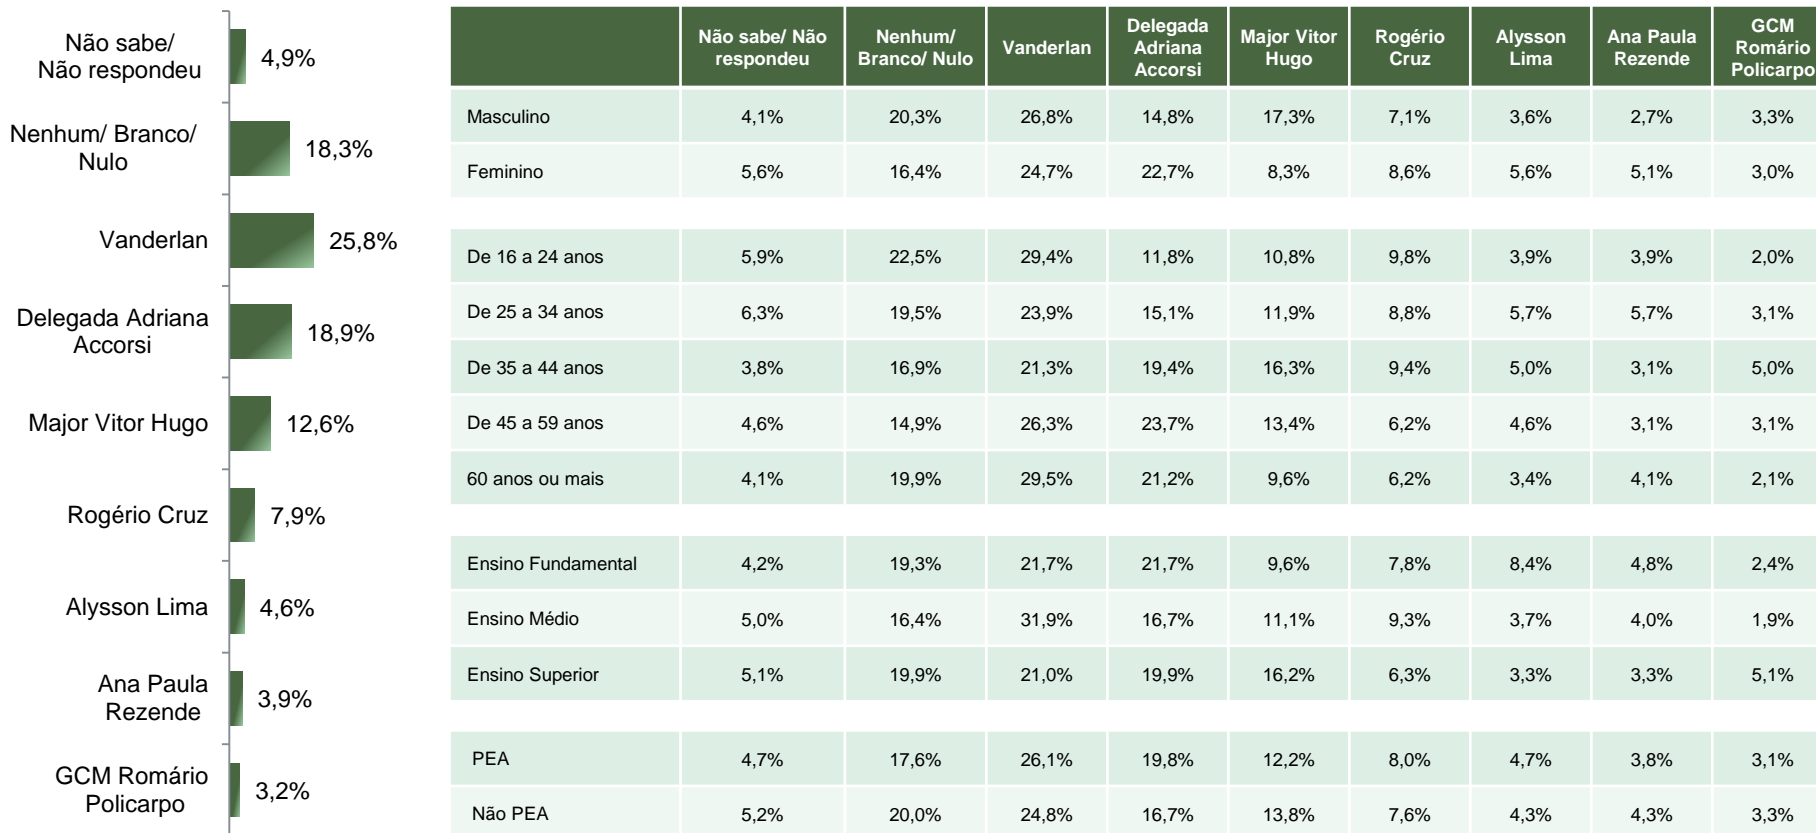 Não sabe/
Não respondeu
4,9%
Nenhum/ Branco/
Nulo
18,3%
Vanderlan
25,8%
Delegada Adriana
Accorsi
18,9%
Major Vitor Hugo
12,6%
Rogério Cruz
7,9%
Alysson Lima
4,6%
Ana Paula
Rezende
3,9%
GCM Romário
Policarpo
3,2%
Não sabe/ Não
respondeu
Nenhum/
Branco/ Nulo
Vanderlan
Delegada
Adriana
Accorsi
Major Vitor
Hugo
Rogério
Cruz
Alysson
Lima
Ana Paula
Rezende
GCM
Romário
Policarpo
Masculino 4,1% 20,3% 26,8% 14,8% 17,3% 7,1% 3,6% 2,7% 3,3%
Feminino 5,6% 16,4% 24,7% 22,7% 8,3% 8,6% 5,6% 5,1% 3,0%
De 16 a 24 anos 5,9% 22,5% 29,4% 11,8% 10,8% 9,8% 3,9% 3,9% 2,0%
De 25 a 34 anos 6,3% 19,5% 23,9% 15,1% 11,9% 8,8% 5,7% 5,7% 3,1%
De 35 a 44 anos 3,8% 16,9% 21,3% 19,4% 16,3% 9,4% 5,0% 3,1% 5,0%
De 45 a 59 anos 4,6% 14,9% 26,3% 23,7% 13,4% 6,2% 4,6% 3,1% 3,1%
60 anos ou mais 4,1% 19,9% 29,5% 21,2% 9,6% 6,2% 3,4% 4,1% 2,1%
Ensino Fundamental 4,2% 19,3% 21,7% 21,7% 9,6% 7,8% 8,4% 4,8% 2,4%
Ensino Médio 5,0% 16,4% 31,9% 16,7% 11,1% 9,3% 3,7% 4,0% 1,9%
Ensino Superior 5,1% 19,9% 21,0% 19,9% 16,2% 6,3% 3,3% 3,3% 5,1%
PEA 4,7% 17,6% 26,1% 19,8% 12,2% 8,0% 4,7% 3,8% 3,1%
Não PEA 5,2% 20,0% 24,8% 16,7% 13,8% 7,6% 4,3% 4,3% 3,3%